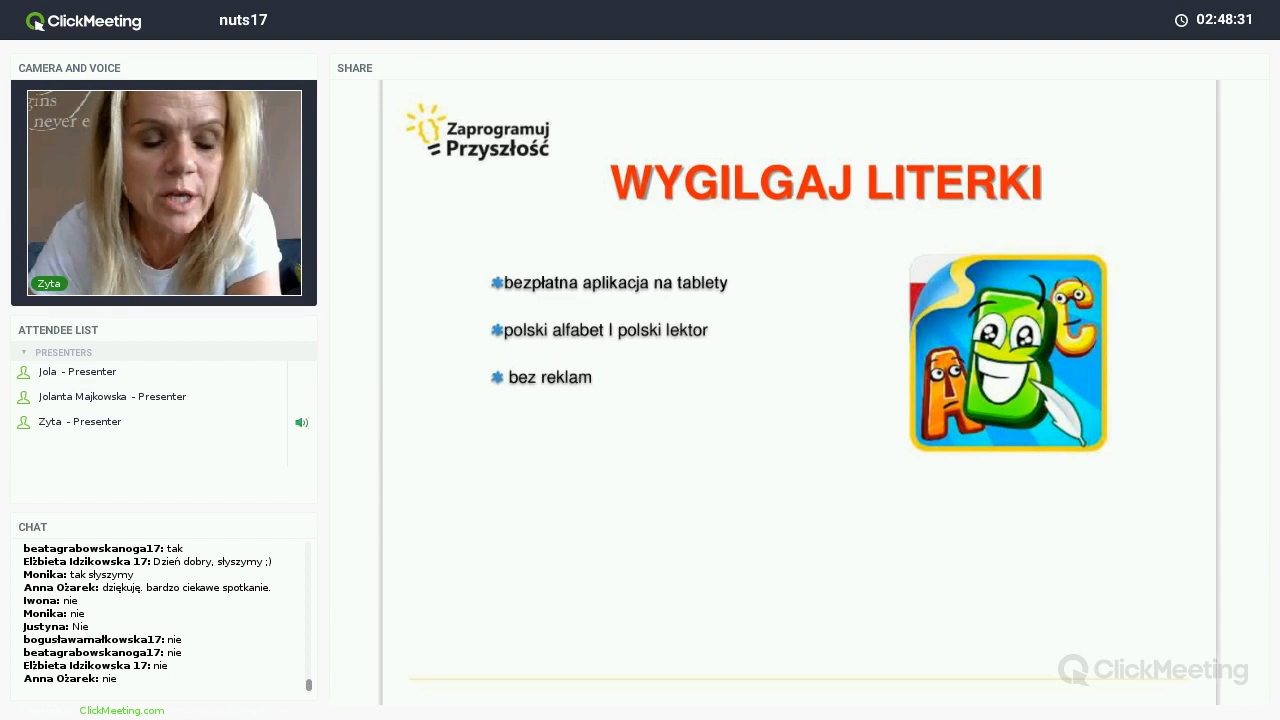 ClickMeeting
nuts17
02:48:31
CAMERA AND VOICE
gins
never e
Zyta
ATTENDEE LIST
PRESENTERS
Jola - Presenter
Jolanta Majkowska - Presenter
Zyta - Presenter
CHAT
beatagrabowskanoga17: tak
Elżbieta Idzikowska 17: Dzień dobry, słyszymy ;)
Monika: tak słyszymy
Anna Ożarek: dziękuję. bardzo ciekawe spotkanie.
Iwona: nie
Monika: nie
Justyna: Nie
bogusławamałkowska17: nie
beatagrabowskanoga17: nie
Elżbieta Idzikowska 17: nie
Anna Ożarek: nie
ClickMeeting.com
SHARE
Zaprogramuj
Przyszłość
WYGILGAJ LITERKI
*bezpłatna aplikacja na tablety
*polski alfabet I polski lektor
* bez reklam
A
B
C
ClickMeeting